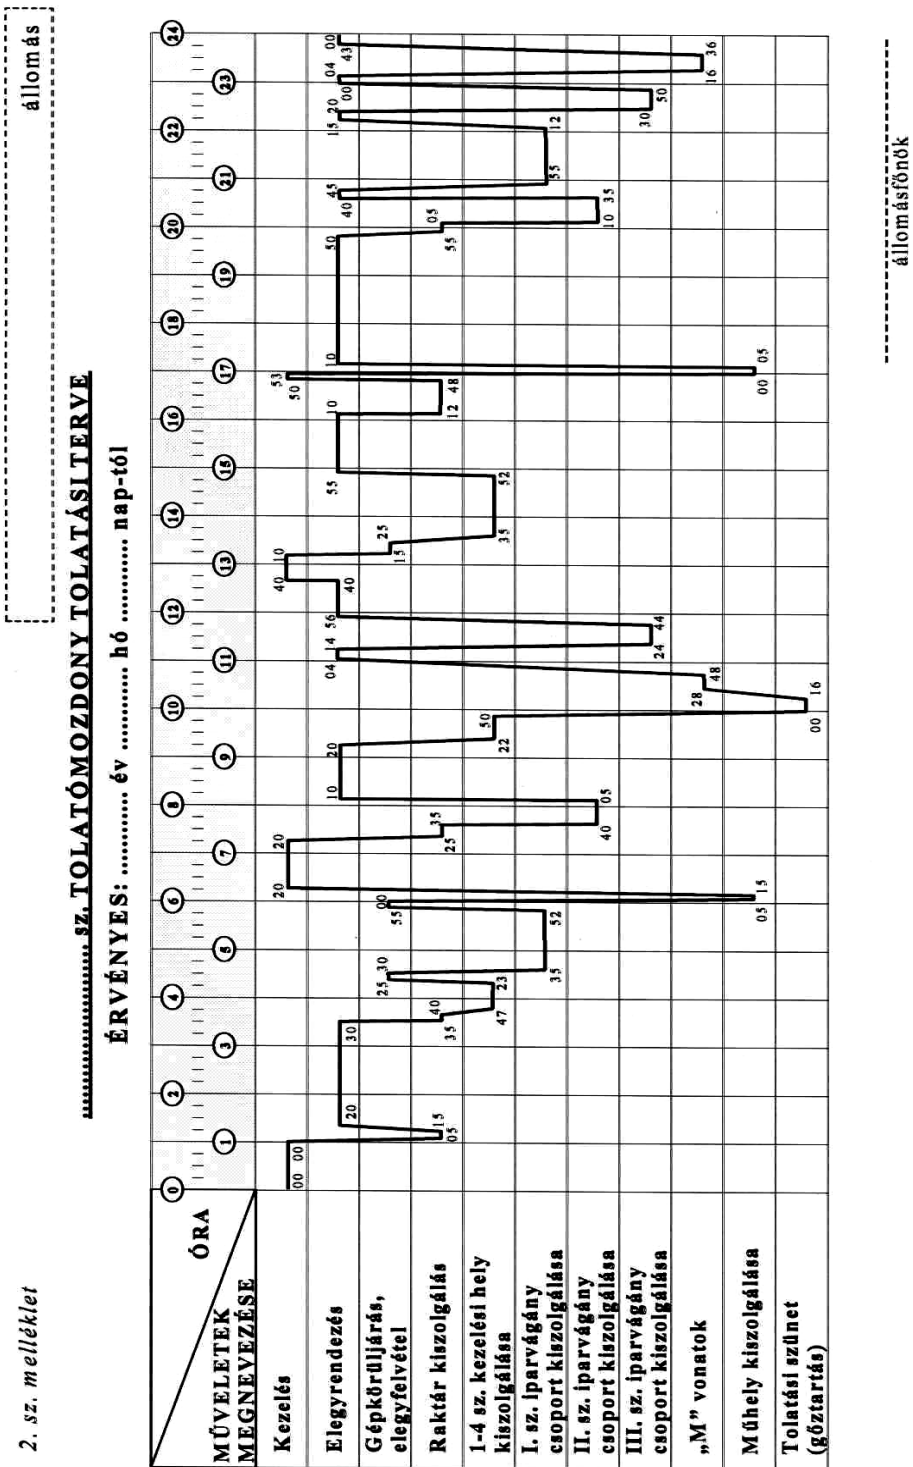 2. sz. melléklet
állomás
................ sz. TOLATÓMOZDONY TOLATÁSI TERVE
ÉRVÉNYES: ............ év ............ hó ............ nap-tól
ÓRA
MŰVELETEK
MEGNEVEZÉSE
0 1 2 3 4 5 6 7 8 9 10 11 12 13 14 15 16 17 18 19 20 21 22 23 24
Kezelés
00 00 20 20 40 10 50 53
Elegyrendezés
20 30 10 20 04 14 56 40 55 10 10 50 40 45 15 20 00 04 43 00
Gépkörüljárás,
elegyfelvétel
25 30 55 00 15 25
Raktár kiszolgálás
05 15 35 40 25 35 12 48 55 05
1-4 sz. kezelési hely
kiszolgálása
47 23 22 50 35 52
I. sz. iparvágány
csoport kiszolgálása
35 52 55 12
II. sz. iparvágány
csoport kiszolgálása
40 05 10 35
III. sz. iparvágány
csoport kiszolgálása
24 44 30 50
„M” vonatok
28 48 16 36
Műhely kiszolgálása
05 15 00 05
Tolatási szünet
(gőztartás)
00 16
állomásfőnök